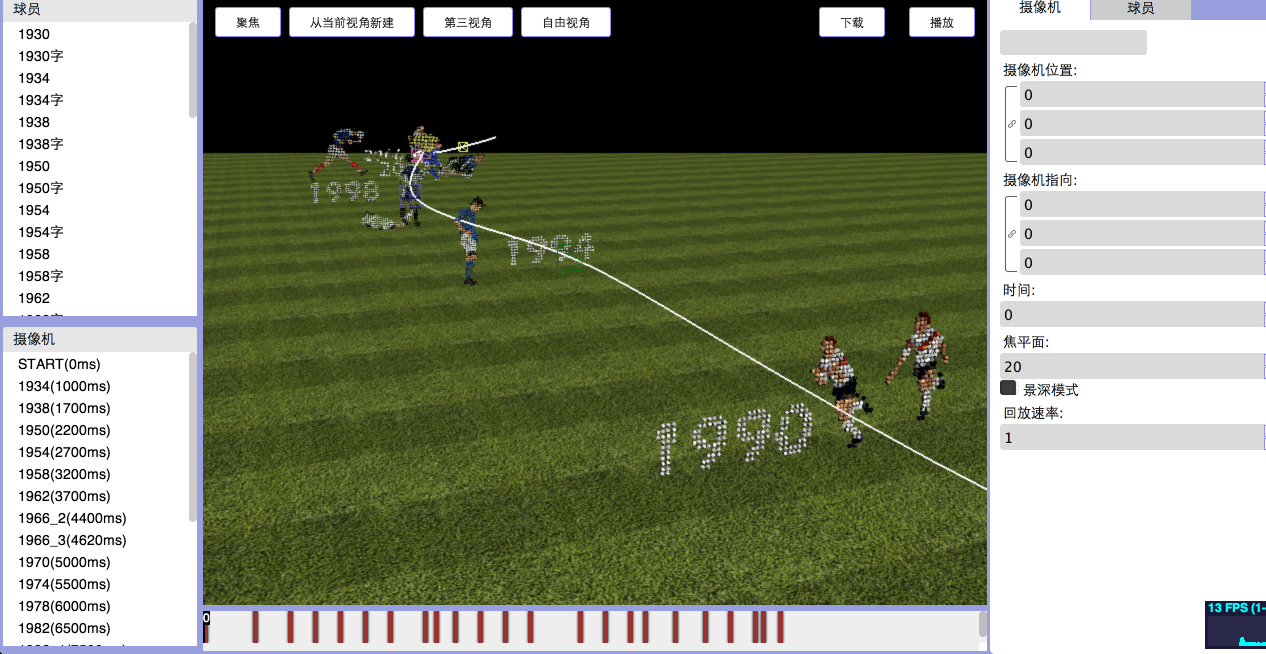 球员
1930
1930字
1934
1934字
1938
1938字
1950
1950字
1954
1954字
1958
1958字
1962
摄像机
START(0ms)
1934(1000ms)
1938(1700ms)
1950(2200ms)
1954(2700ms)
1958(3200ms)
1962(3700ms)
1966_2(4400ms)
1966_3(4620ms)
1970(5000ms)
1974(5500ms)
1978(6000ms)
1982(6500ms)
聚焦 从当前视角新建 第三视角 自由视角 下载 播放
1998
1994
1990
0
摄像机 球员
摄像机位置:
0
0
0
摄像机指向:
0
0
0
时间:
0
焦平面:
20
景深模式
回放速率:
1
13 FPS (1-